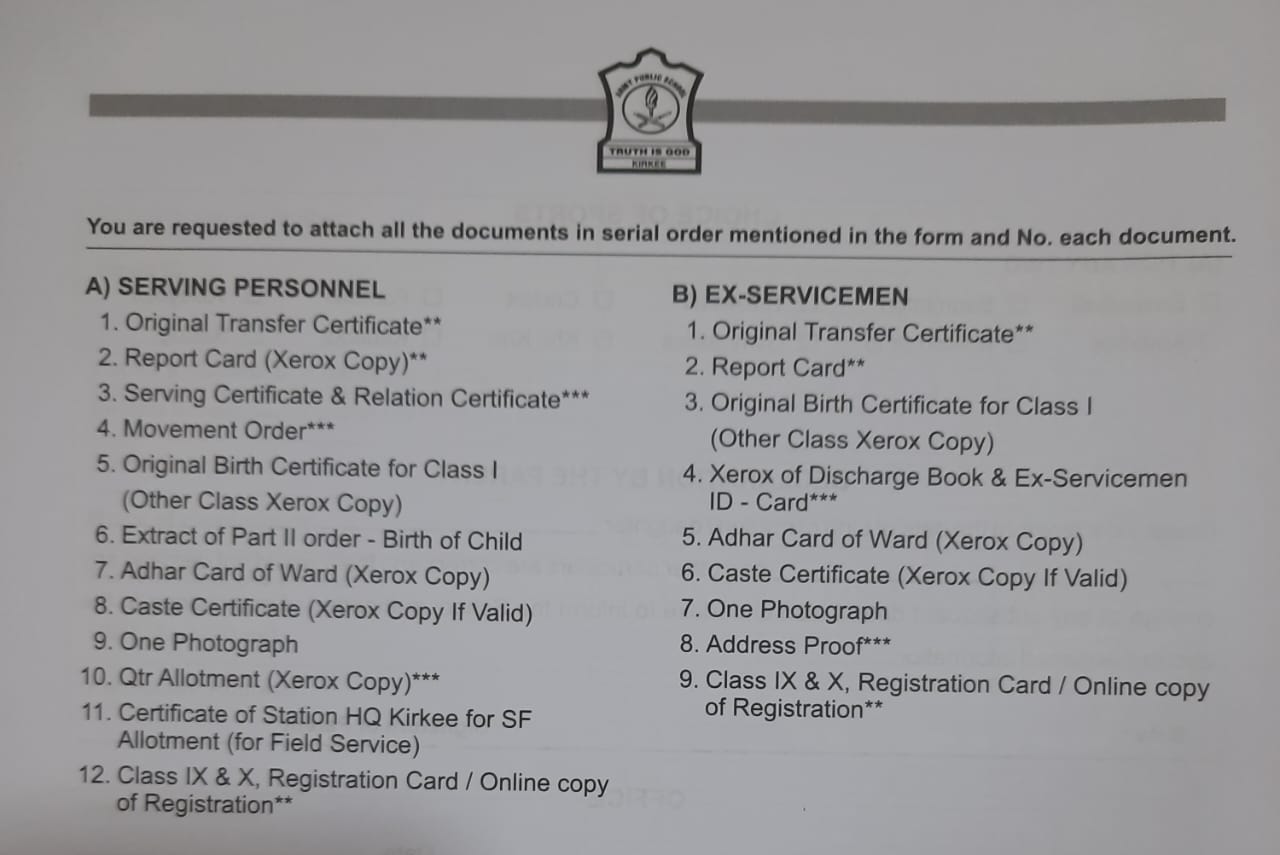 ARMY PUBLIC SCHOOL
TRUTH IS GOD
KIRKEE
You are requested to attach all the documents in serial order mentioned in the form and No. each document.
A) SERVING PERSONNEL
1. Original Transfer Certificate**
2. Report Card (Xerox Copy)**
3. Serving Certificate & Relation Certificate***
4. Movement Order***
5. Original Birth Certificate for Class I
(Other Class Xerox Copy)
6. Extract of Part II order - Birth of Child
7. Adhar Card of Ward (Xerox Copy)
8. Caste Certificate (Xerox Copy If Valid)
9. One Photograph
10. Qtr Allotment (Xerox Copy)***
11. Certificate of Station HQ Kirkee for SF
Allotment (for Field Service)
12. Class IX & X, Registration Card / Online copy
of Registration**
B) EX-SERVICEMEN
1. Original Transfer Certificate**
2. Report Card**
3. Original Birth Certificate for Class I
(Other Class Xerox Copy)
4. Xerox of Discharge Book & Ex-Servicemen
ID - Card***
5. Adhar Card of Ward (Xerox Copy)
6. Caste Certificate (Xerox Copy If Valid)
7. One Photograph
8. Address Proof***
9. Class IX & X, Registration Card / Online copy
of Registration**